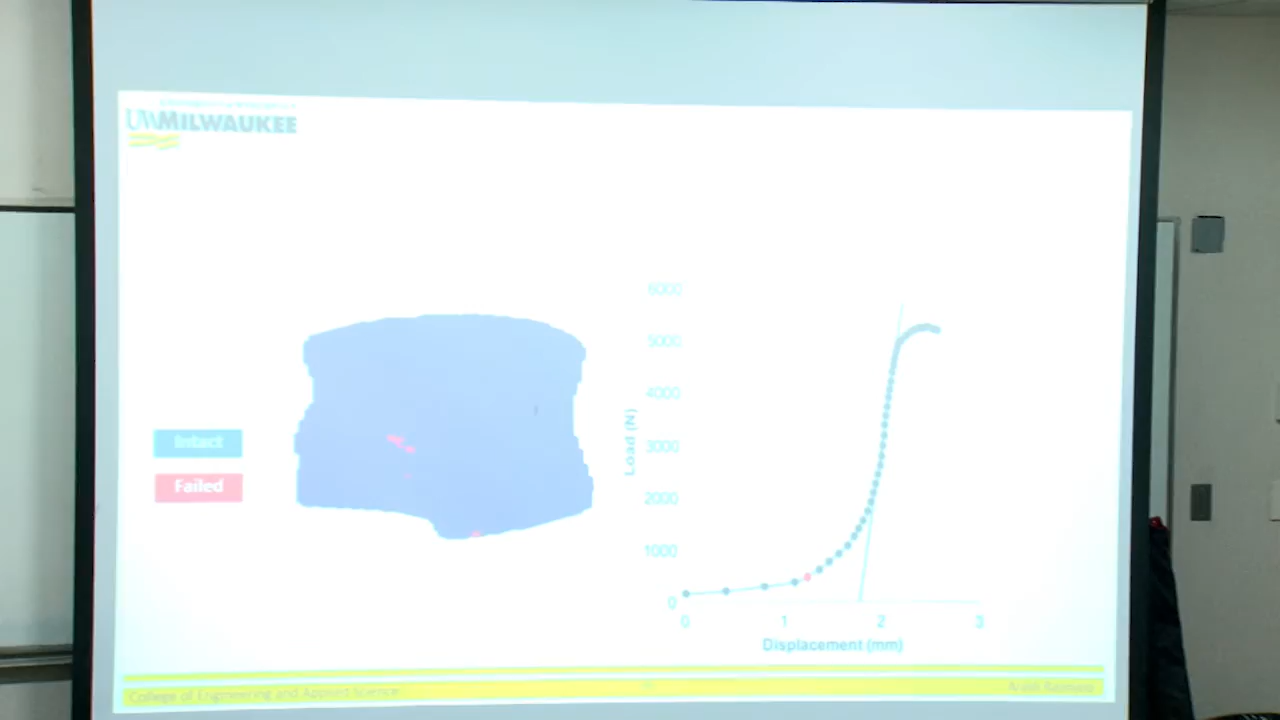 UWMILWAUKEE
Intact
Failed
6000
5000
4000
3000
2000
1000
0
Load (N)
0 1 2 3
Displacement (mm)
College of Engineering and Applied Science